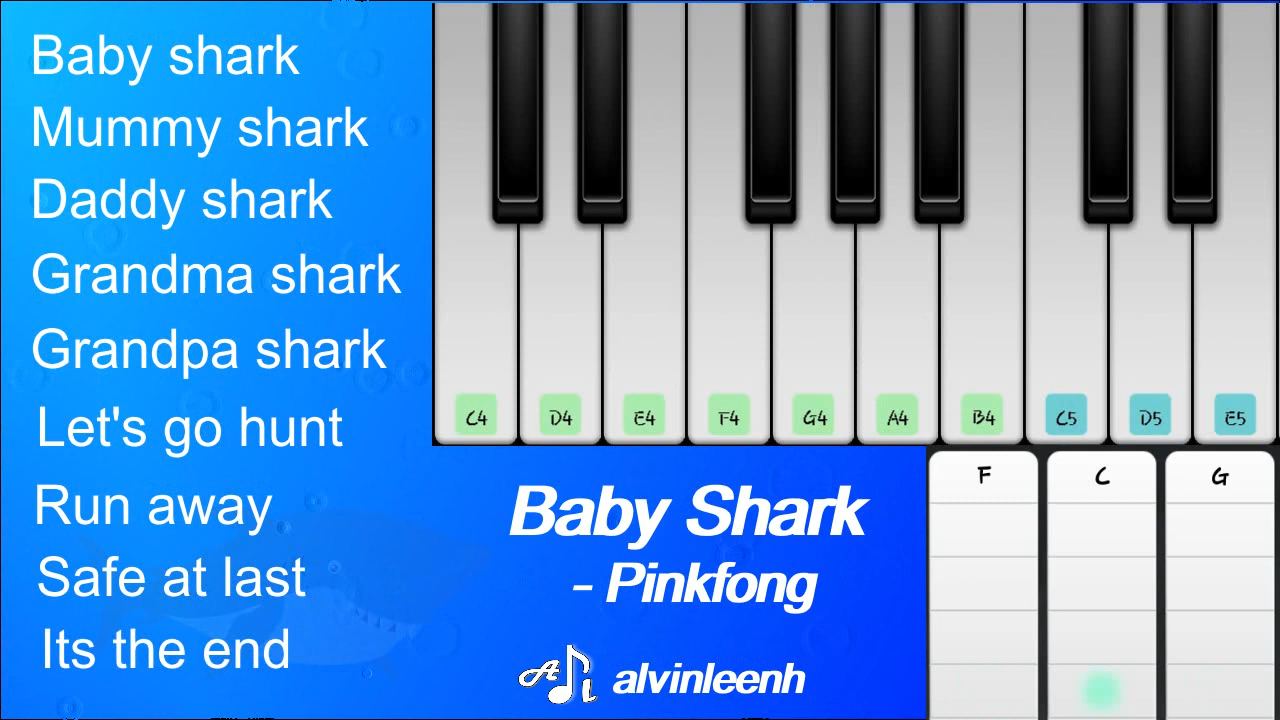 Baby shark
Mummy shark
Daddy shark
Grandma shark
Grandpa shark
Let's go hunt
Run away
Safe at last
Its the end
C4 D4 E4 F4 G4 A4 B4 C5 D5 E5
F C G
Baby Shark
- Pinkfong
A L alvinleenh